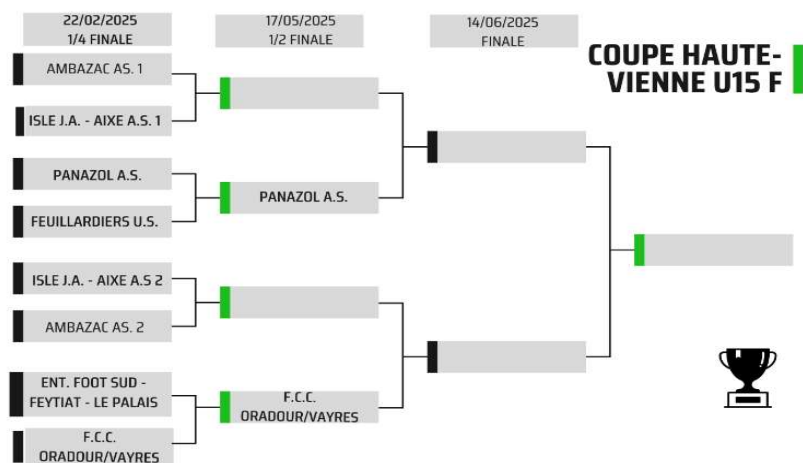 22/02/2025
1/4 FINALE
17/05/2025
1/2 FINALE
14/06/2025
FINALE
COUPE HAUTE-
VIENNE U15 F
AMBAZAC AS. 1
ISLE J.A. - AIXE A.S. 1
PANAZOL A.S.
FEUILLARDIERS U.S.
PANAZOL A.S.
ISLE J.A. - AIXE A.S 2
AMBAZAC AS. 2
ENT. FOOT SUD -
FEYTIAT - LE PALAIS
F.C.C.
ORADOUR/VAYRES
F.C.C.
ORADOUR/VAYRES